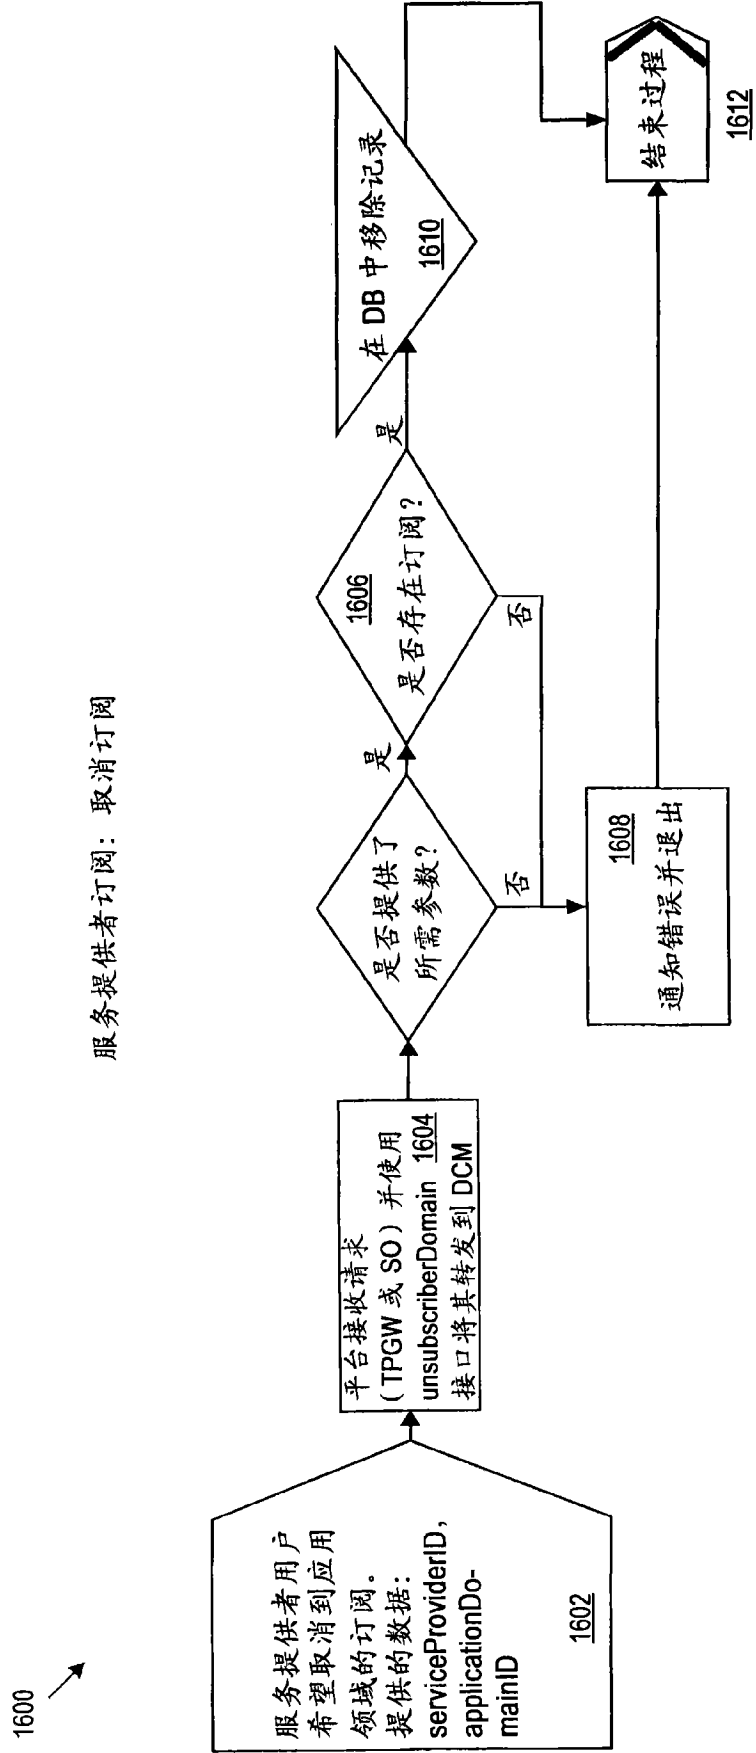 1600
服务提供者订阅：取消订阅
服务提供者用户
希望取消到应用
领域的订阅。
提供的数据：
serviceProviderID,
applicationDo-
mainID
1602
平台接收请求
（TPGW 或 SO）并使用
unsubscriberDomain 1604
接口将其转发到 DCM
是否提供了
所需参数？
是
否
1606
是否存在订阅？
是
否
1608
通知错误并退出
在 DB 中移除记录
1610
结束过程
1612